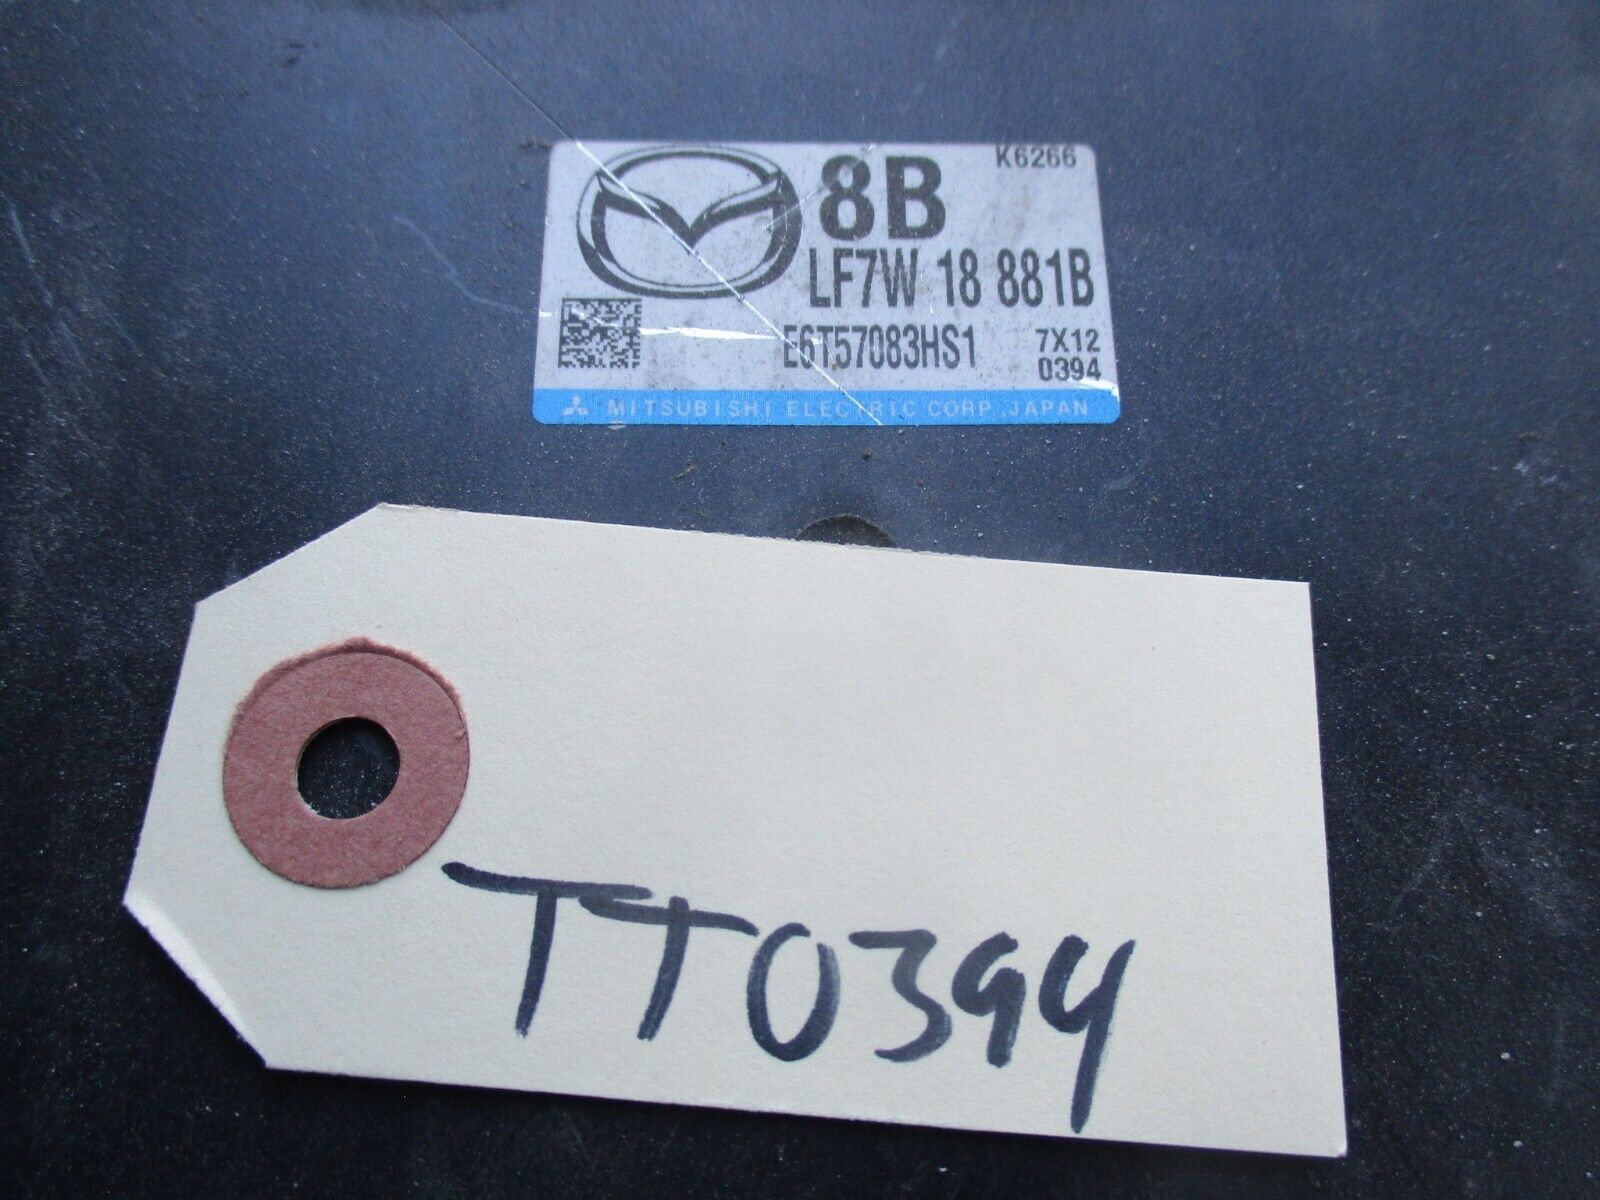 K6266
8B
LF7W 18 881B
E6T57083HS1 7X12
0394
MITSUBISHI ELECTRIC CORP. JAPAN
TT0394